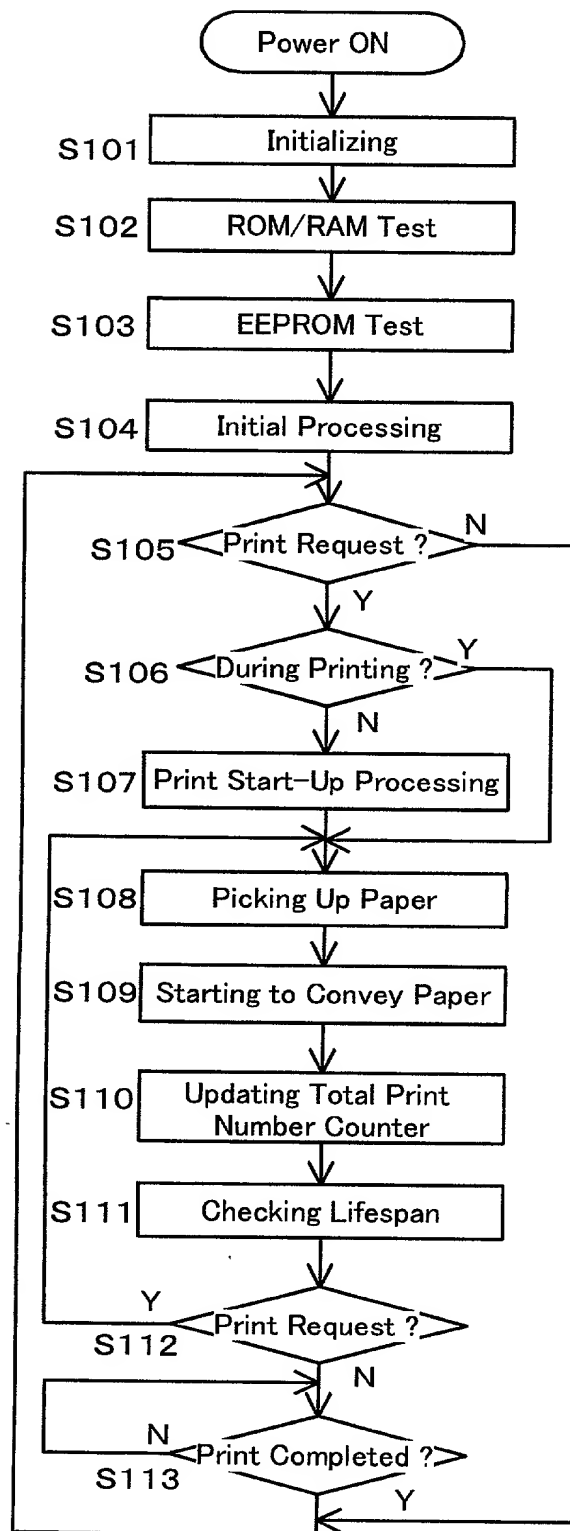 Power ON
S101 Initializing
S102 ROM/RAM Test
S103 EEPROM Test
S104 Initial Processing
S105 Print Request ? N
Y
S106 During Printing ? Y
N
S107 Print Start-Up Processing
S108 Picking Up Paper
S109 Starting to Convey Paper
S110 Updating Total Print
Number Counter
S111 Checking Lifespan
Y Print Request ?
S112
N
N Print Completed ?
S113
Y